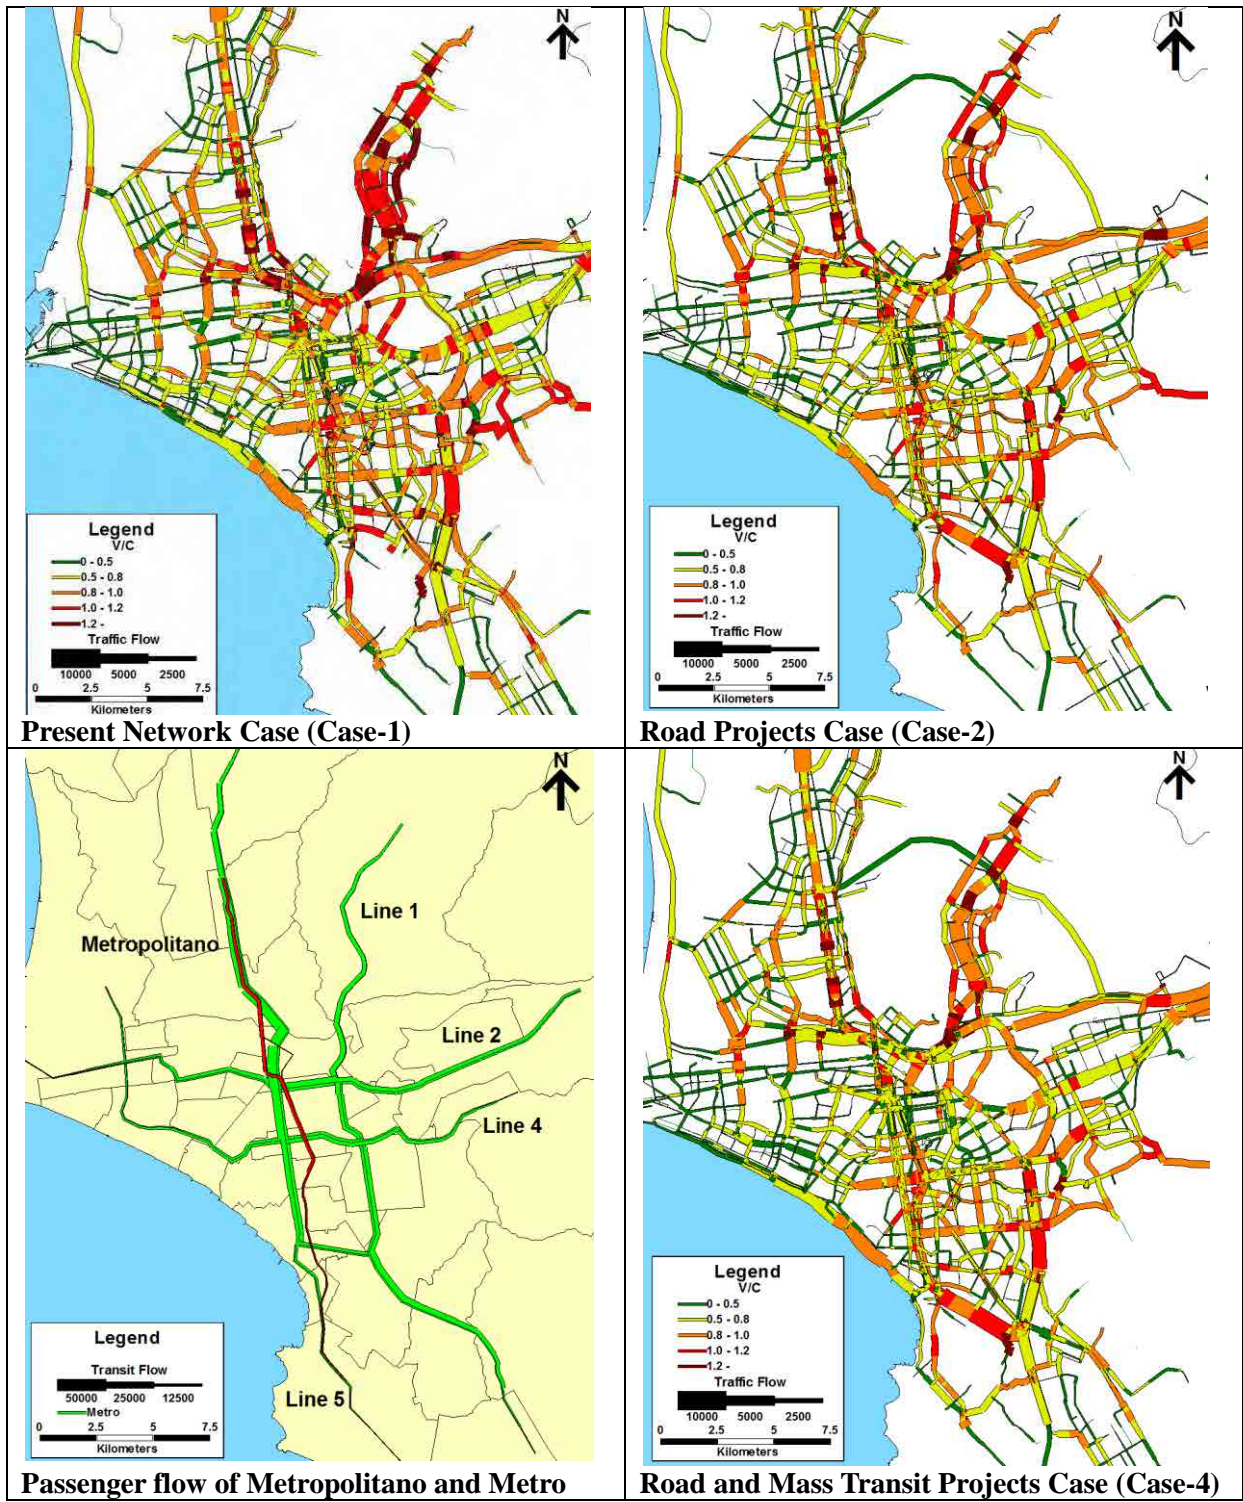 N
Legend
V/C
0 - 0.5
0.5 - 0.8
0.8 - 1.0
1.0 - 1.2
1.2 -
Traffic Flow
10000 5000 2500
0 2.5 5 7.5
Kilometers
Present Network Case (Case-1)
N
Legend
V/C
0 - 0.5
0.5 - 0.8
0.8 - 1.0
1.0 - 1.2
1.2 -
Traffic Flow
10000 5000 2500
0 2.5 5 7.5
Kilometers
Road Projects Case (Case-2)
N
Line 1
Metropolitano
Line 2
Line 4
Line 5
Legend
Transit Flow
50000 25000 12500
Metro
0 2.5 5 7.5
Kilometers
Passenger flow of Metropolitano and Metro
N
Legend
V/C
0 - 0.5
0.5 - 0.8
0.8 - 1.0
1.0 - 1.2
1.2 -
Traffic Flow
10000 5000 2500
0 2.5 5 7.5
Kilometers
Road and Mass Transit Projects Case (Case-4)